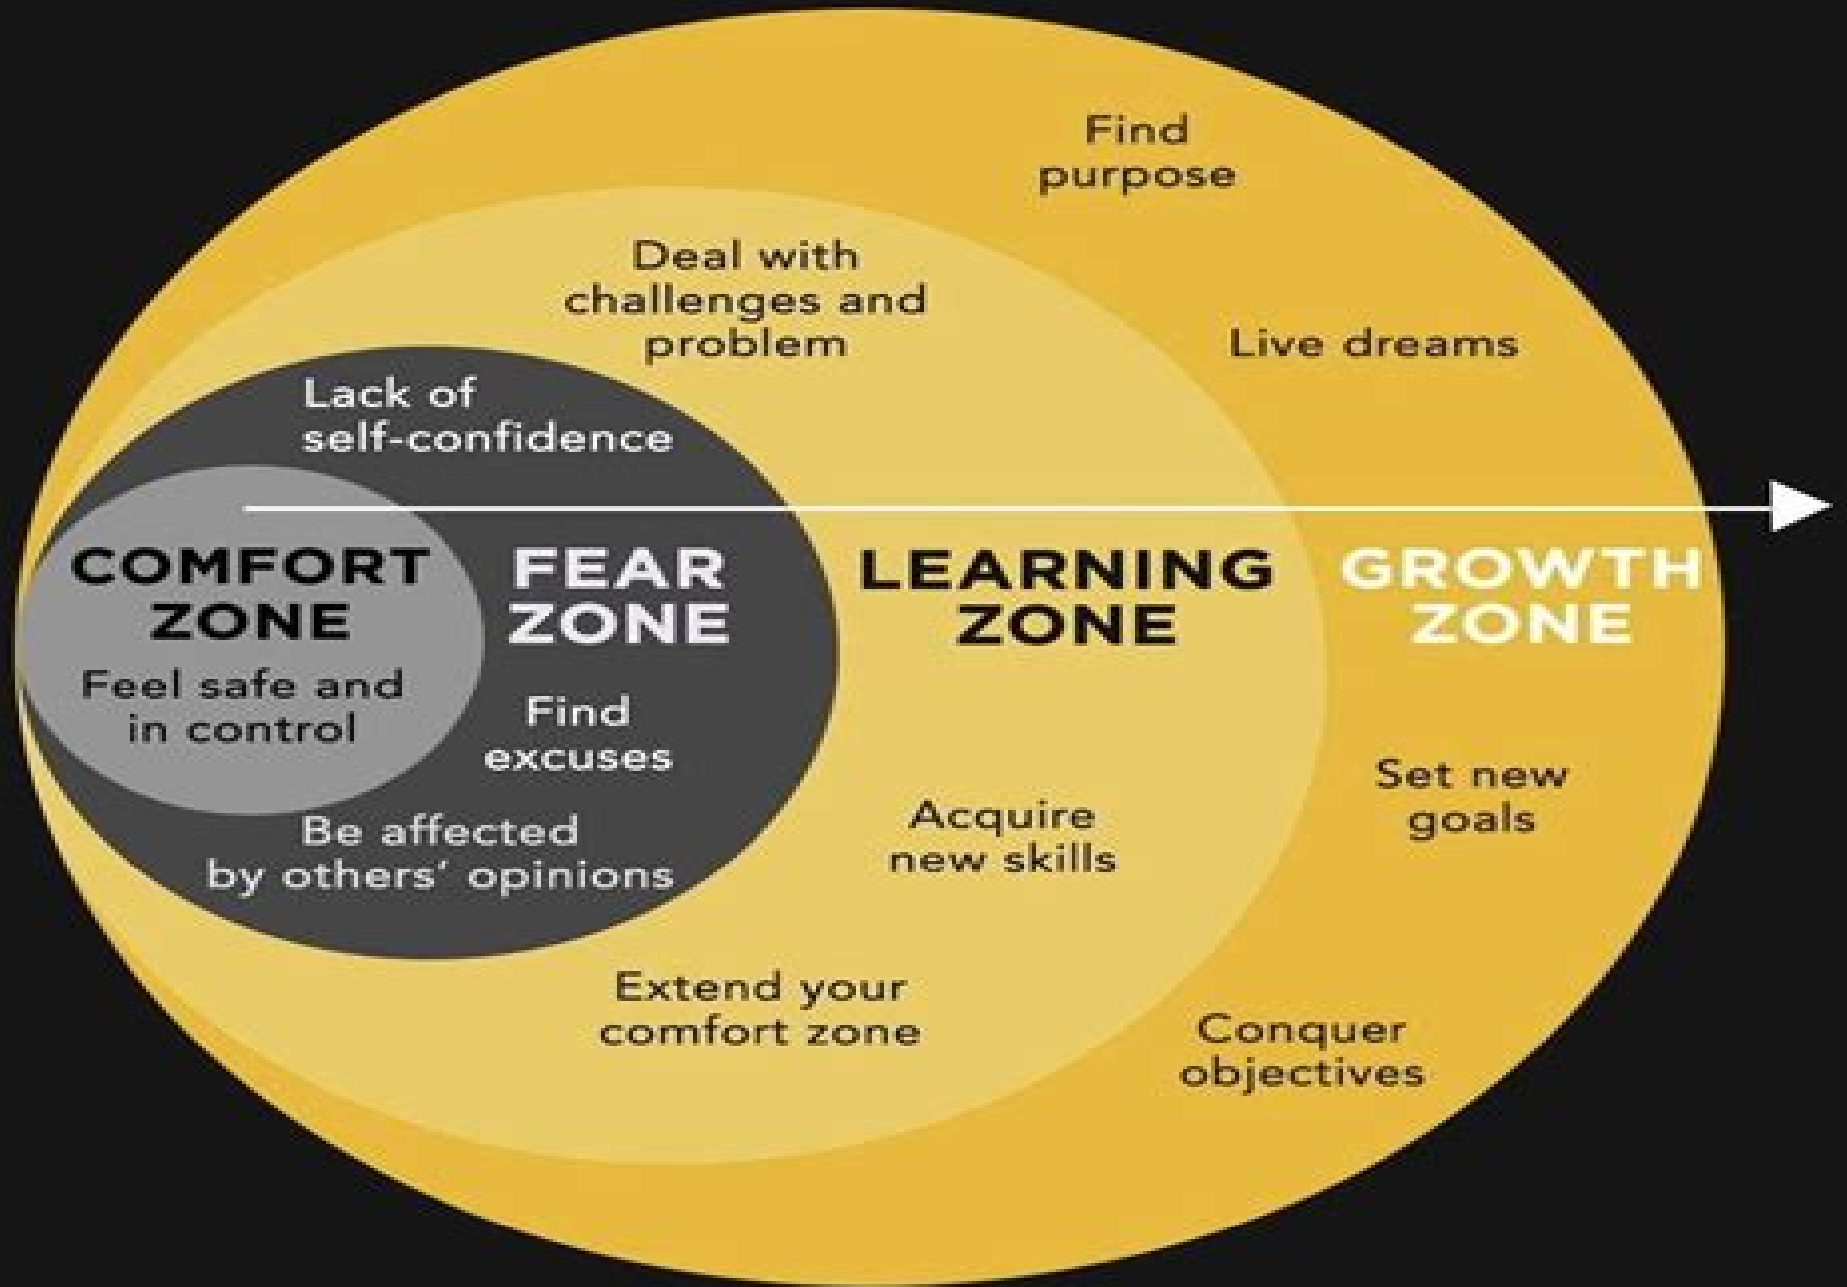 Find
purpose
Deal with
challenges and
problem
Live dreams
Lack of
self-confidence
COMFORT
ZONE
Feel safe and
in control
FEAR
ZONE
Find
excuses
Be affected
by others’ opinions
LEARNING
ZONE
Acquire
new skills
Extend your
comfort zone
GROWTH
ZONE
Set new
goals
Conquer
objectives